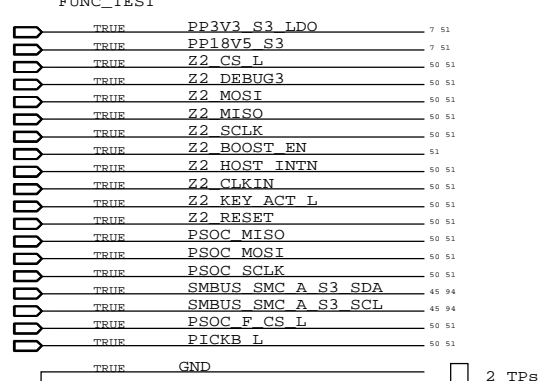 FUNC_TEST
TRUE PP3V3_S3_LDO 7 51
TRUE PP18V5_S3 7 51
TRUE Z2_CS_L 50 51
TRUE Z2_DEBUG3 50 51
TRUE Z2_MOSI 50 51
TRUE Z2_MISO 50 51
TRUE Z2_SCLK 50 51
TRUE Z2_BOOST_EN 51
TRUE Z2_HOST_INTN 50 51
TRUE Z2_CLKIN 50 51
TRUE Z2_KEY_ACT_L 50 51
TRUE Z2_RESET 50 51
TRUE PSOC_MISO 50 51
TRUE PSOC_MOSI 50 51
TRUE PSOC_SCLK 50 51
TRUE SMBUS_SMC_A_S3_SDA 45 94
TRUE SMBUS_SMC_A_S3_SCL 45 94
TRUE PSOC_F_CS_L 50 51
TRUE PICKB_L 50 51
TRUE GND 2 TPs